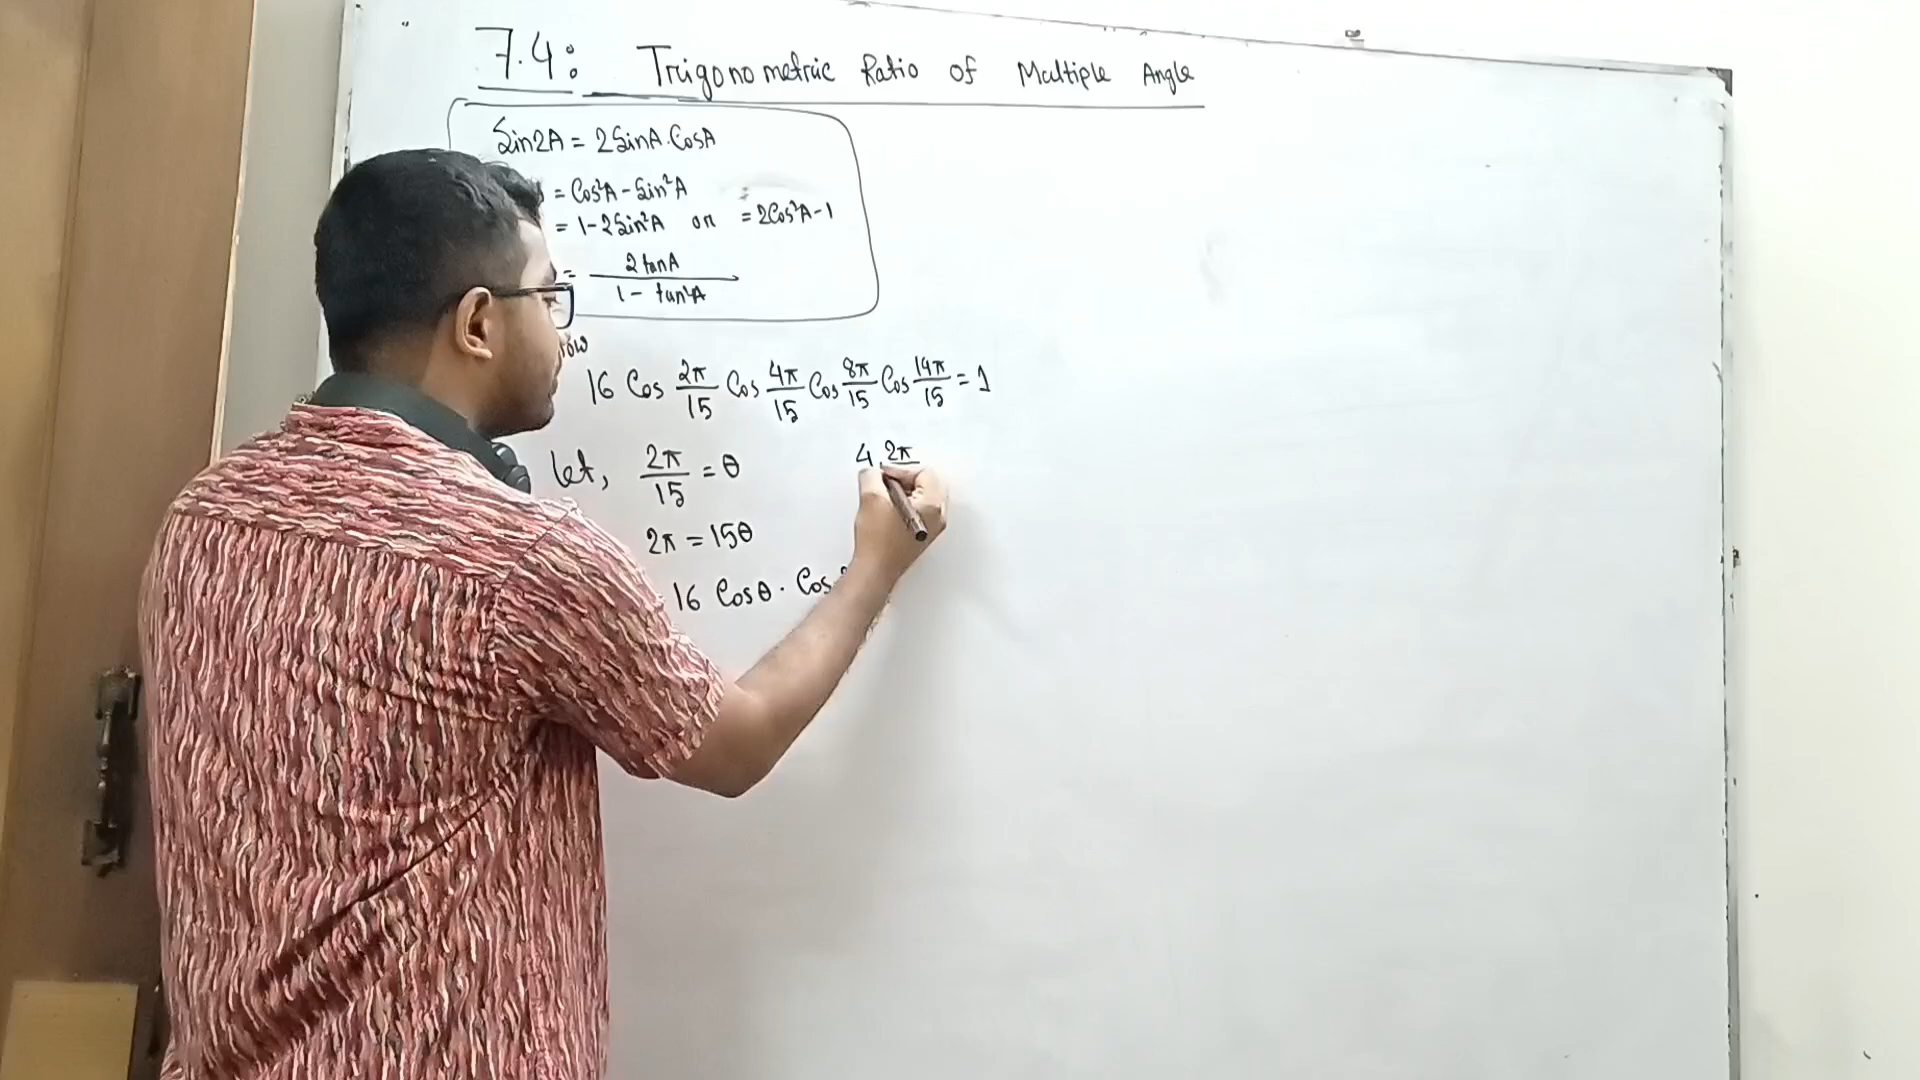 7.4: Trigonometric Ratio of Multiple Angle
Sin2A = 2SinA.CosA
= Cos²A - Sin²A
= 1 - 2Sin²A or = 2Cos²A - 1
= 2tanA / 1 - tan²A
16 Cos 2π/15 Cos 4π/15 Cos 8π/15 Cos 14π/15 = 1
let, 2π/15 = θ
4. 2π
2π = 15θ
16 Cosθ . Cos